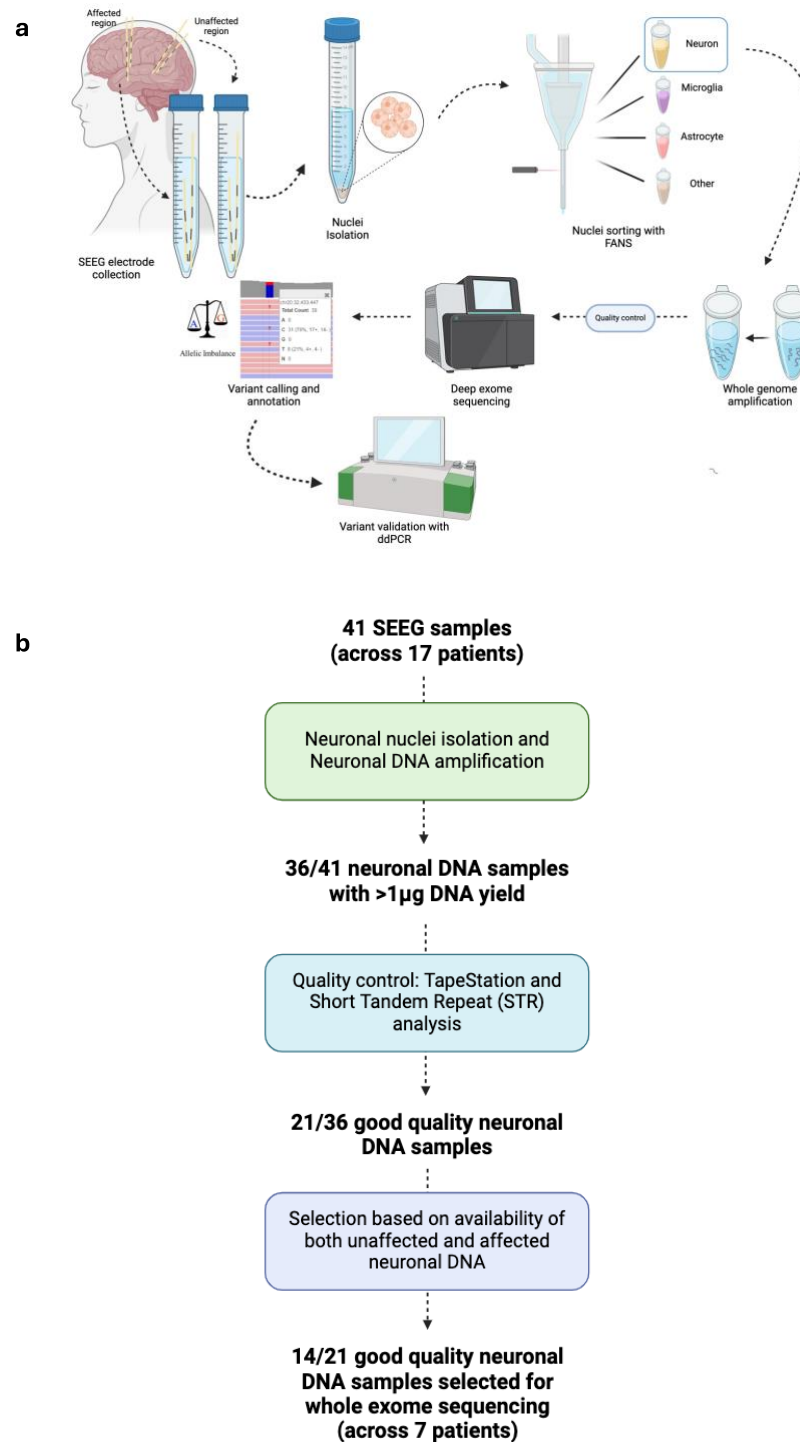 a
Affected
region
Unaffected
region
SEEG electrode
collection
Nuclei
Isolation
Neuron
Microglia
Astrocyte
Other
Nuclei sorting with
FANS
Whole genome
amplification
Quality control
Deep exome
sequencing
Total Count: 
A
G
Allelic Imbalance
Variant calling and
annotation
Variant validation with
ddPCR
b
41 SEEG samples
(across 17 patients)
Neuronal nuclei isolation and
Neuronal DNA amplification
36/41 neuronal DNA samples
with >1µg DNA yield
Quality control: TapeStation and
Short Tandem Repeat (STR)
analysis
21/36 good quality neuronal
DNA samples
Selection based on availability of
both unaffected and affected
neuronal DNA
14/21 good quality neuronal
DNA samples selected for
whole exome sequencing
(across 7 patients)